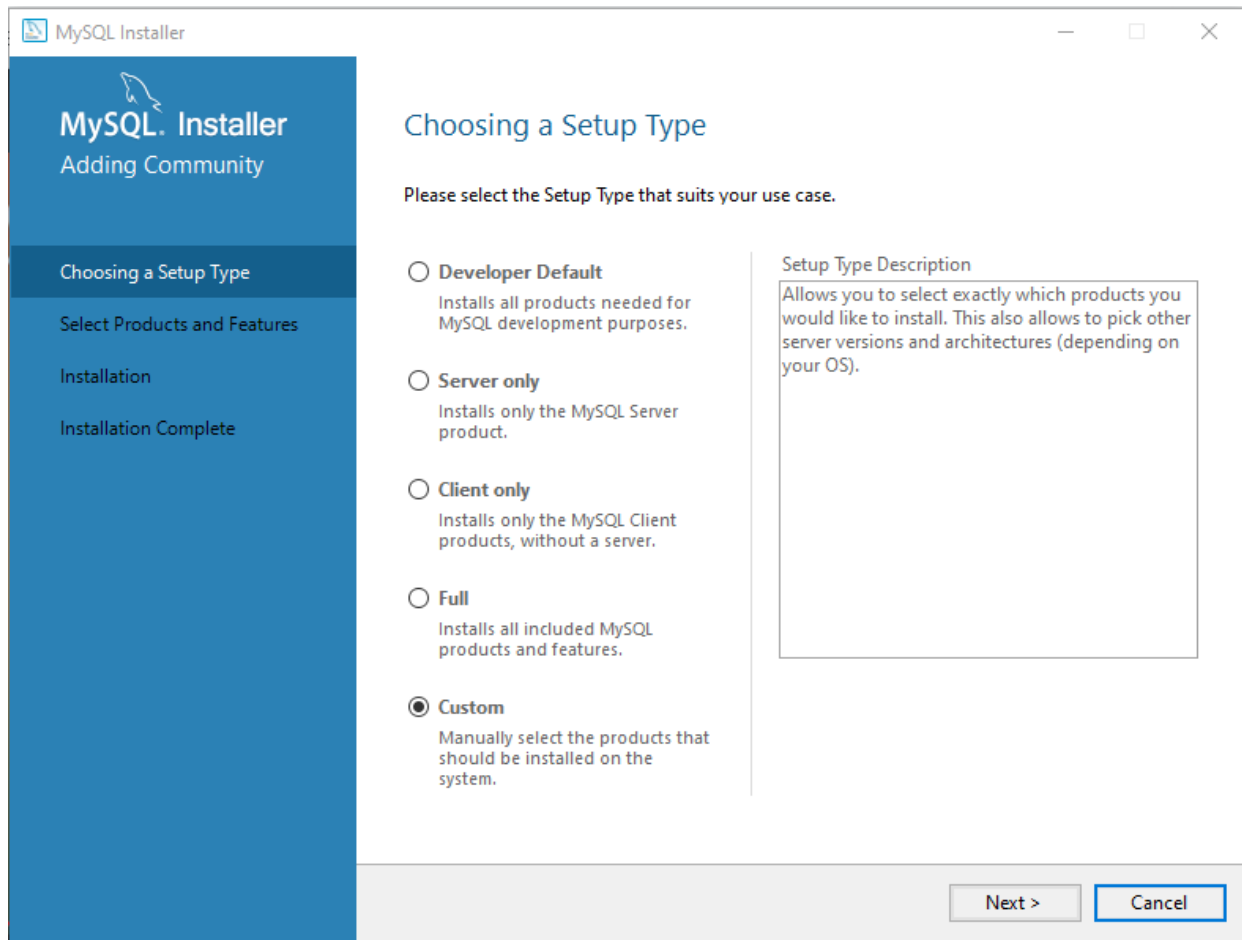 MySQL Installer
MySQL. Installer
Adding Community
Choosing a Setup Type
Select Products and Features
Installation
Installation Complete
Choosing a Setup Type
Please select the Setup Type that suits your use case.
Developer Default
Installs all products needed for
MySQL development purposes.
Server only
Installs only the MySQL Server
product.
Client only
Installs only the MySQL Client
products, without a server.
Full
Installs all included MySQL
products and features.
Custom
Manually select the products that
should be installed on the
system.
Setup Type Description
Allows you to select exactly which products you
would like to install. This also allows to pick other
server versions and architectures (depending on
your OS).
Next >
Cancel